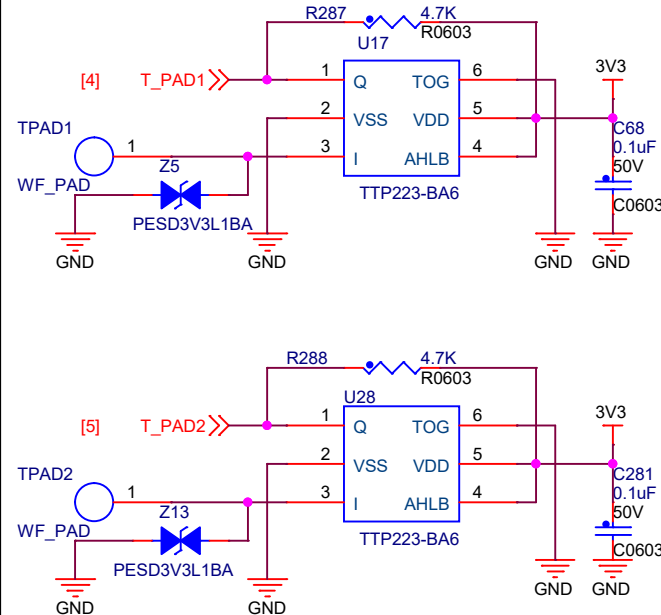 R287 4.7K
R0603
U17
[4] T_PAD1
1 Q TOG 6
2 VSS VDD 5
3 I AHLB 4
TTP223-BA6
3V3
C68
0.1uF
50V
C0603
TPAD1
1
WF_PAD
Z5
PESD3V3L1BA
GND GND GND GND
R288 4.7K
R0603
U28
[5] T_PAD2
1 Q TOG 6
2 VSS VDD 5
3 I AHLB 4
TTP223-BA6
3V3
C281
0.1uF
50V
C0603
TPAD2
1
WF_PAD
Z13
PESD3V3L1BA
GND GND
GND GND